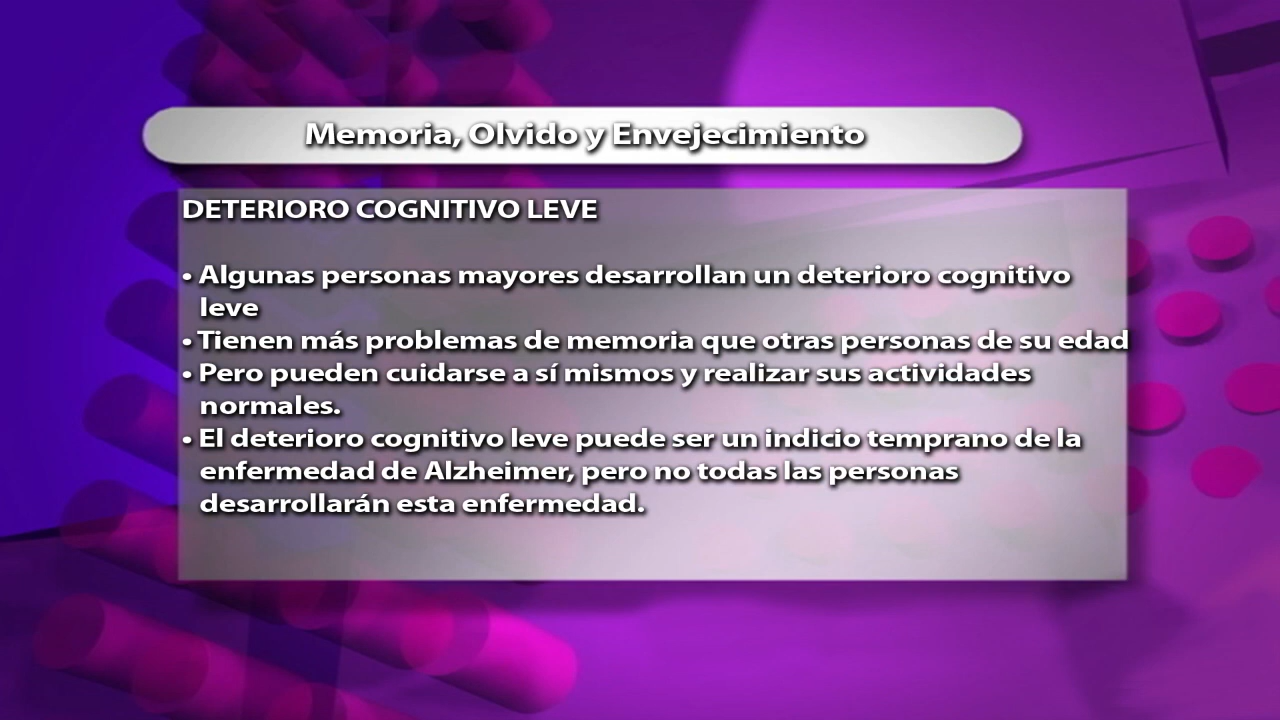 Memoria, Olvido y Envejecimiento
DETERIORO COGNITIVO LEVE
• Algunas personas mayores desarrollan un deterioro cognitivo
leve
• Tienen más problemas de memoria que otras personas de su edad
• Pero pueden cuidarse a sí mismos y realizar sus actividades
normales.
• El deterioro cognitivo leve puede ser un indicio temprano de la
enfermedad de Alzheimer, pero no todas las personas
desarrollarán esta enfermedad.